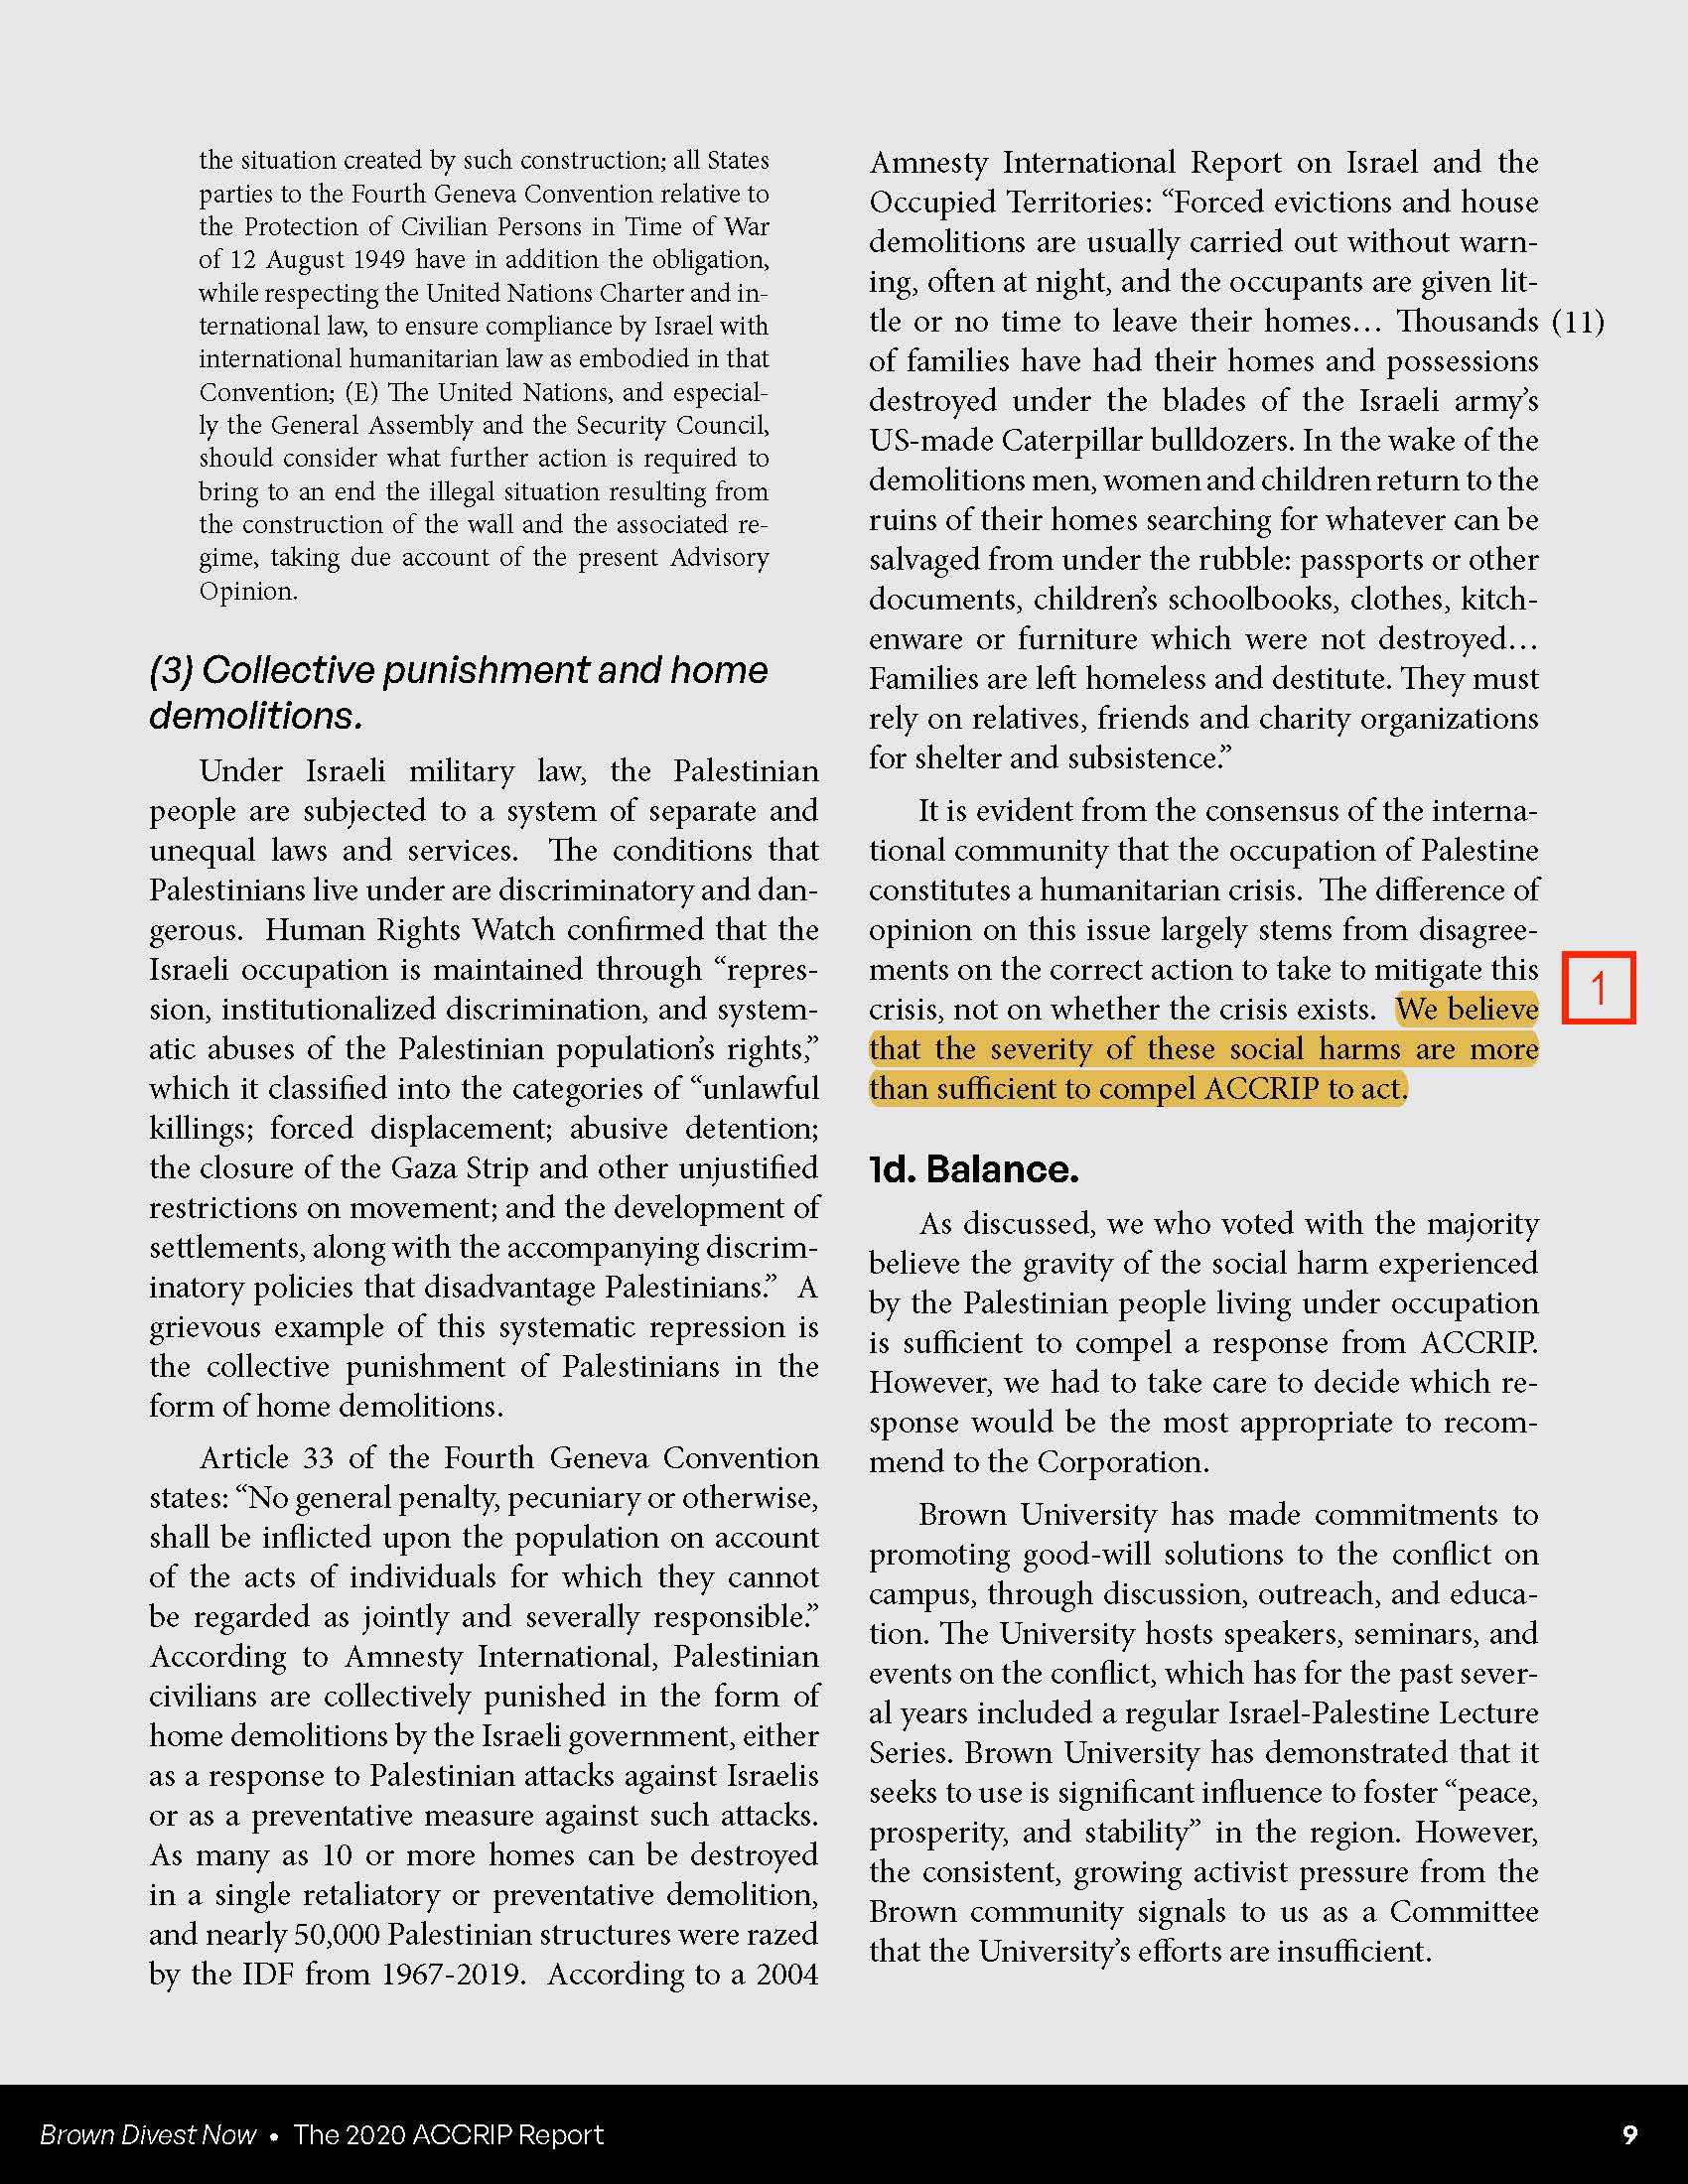 the situation created by such construction; all States
parties to the Fourth Geneva Convention relative to
the Protection of Civilian Persons in Time of War
of 12 August 1949 have in addition the obligation,
while respecting the United Nations Charter and in-
ternational law, to ensure compliance by Israel with
international humanitarian law as embodied in that
Convention; (E) The United Nations, and especial-
ly the General Assembly and the Security Council,
should consider what further action is required to
bring to an end the illegal situation resulting from
the construction of the wall and the associated re-
gime, taking due account of the present Advisory
Opinion.
(3) Collective punishment and home
demolitions.
Under Israeli military law, the Palestinian
people are subjected to a system of separate and
unequal laws and services. The conditions that
Palestinians live under are discriminatory and dan-
gerous. Human Rights Watch confirmed that the
Israeli occupation is maintained through “repres-
sion, institutionalized discrimination, and system-
atic abuses of the Palestinian population’s rights,”
which it classified into the categories of “unlawful
killings; forced displacement; abusive detention;
the closure of the Gaza Strip and other unjustified
restrictions on movement; and the development of
settlements, along with the accompanying discrim-
inatory policies that disadvantage Palestinians.” A
grievous example of this systematic repression is
the collective punishment of Palestinians in the
form of home demolitions.
Article 33 of the Fourth Geneva Convention
states: “No general penalty, pecuniary or otherwise,
shall be inflicted upon the population on account
of the acts of individuals for which they cannot
be regarded as jointly and severally responsible.”
According to Amnesty International, Palestinian
civilians are collectively punished in the form of
home demolitions by the Israeli government, either
as a response to Palestinian attacks against Israelis
or as a preventative measure against such attacks.
As many as 10 or more homes can be destroyed
in a single retaliatory or preventative demolition,
and nearly 50,000 Palestinian structures were razed
by the IDF from 1967-2019. According to a 2004
Amnesty International Report on Israel and the
Occupied Territories: “Forced evictions and house
demolitions are usually carried out without warn-
ing, often at night, and the occupants are given lit-
tle or no time to leave their homes… Thousands (11)
of families have had their homes and possessions
destroyed under the blades of the Israeli army’s
US-made Caterpillar bulldozers. In the wake of the
demolitions men, women and children return to the
ruins of their homes searching for whatever can be
salvaged from under the rubble: passports or other
documents, children’s schoolbooks, clothes, kitch-
enware or furniture which were not destroyed…
Families are left homeless and destitute. They must
rely on relatives, friends and charity organizations
for shelter and subsistence.”
It is evident from the consensus of the interna-
tional community that the occupation of Palestine
constitutes a humanitarian crisis. The difference of
opinion on this issue largely stems from disagree-
ments on the correct action to take to mitigate this
crisis, not on whether the crisis exists. We believe
1
that the severity of these social harms are more
than sufficient to compel ACCRIP to act.
1d. Balance.
As discussed, we who voted with the majority
believe the gravity of the social harm experienced
by the Palestinian people living under occupation
is sufficient to compel a response from ACCRIP.
However, we had to take care to decide which re-
sponse would be the most appropriate to recom-
mend to the Corporation.
Brown University has made commitments to
promoting good-will solutions to the conflict on
campus, through discussion, outreach, and educa-
tion. The University hosts speakers, seminars, and
events on the conflict, which has for the past sever-
al years included a regular Israel-Palestine Lecture
Series. Brown University has demonstrated that it
seeks to use is significant influence to foster “peace,
prosperity, and stability” in the region. However,
the consistent, growing activist pressure from the
Brown community signals to us as a Committee
that the University’s efforts are insufficient.
Brown Divest Now • The 2020 ACCRIP Report
9